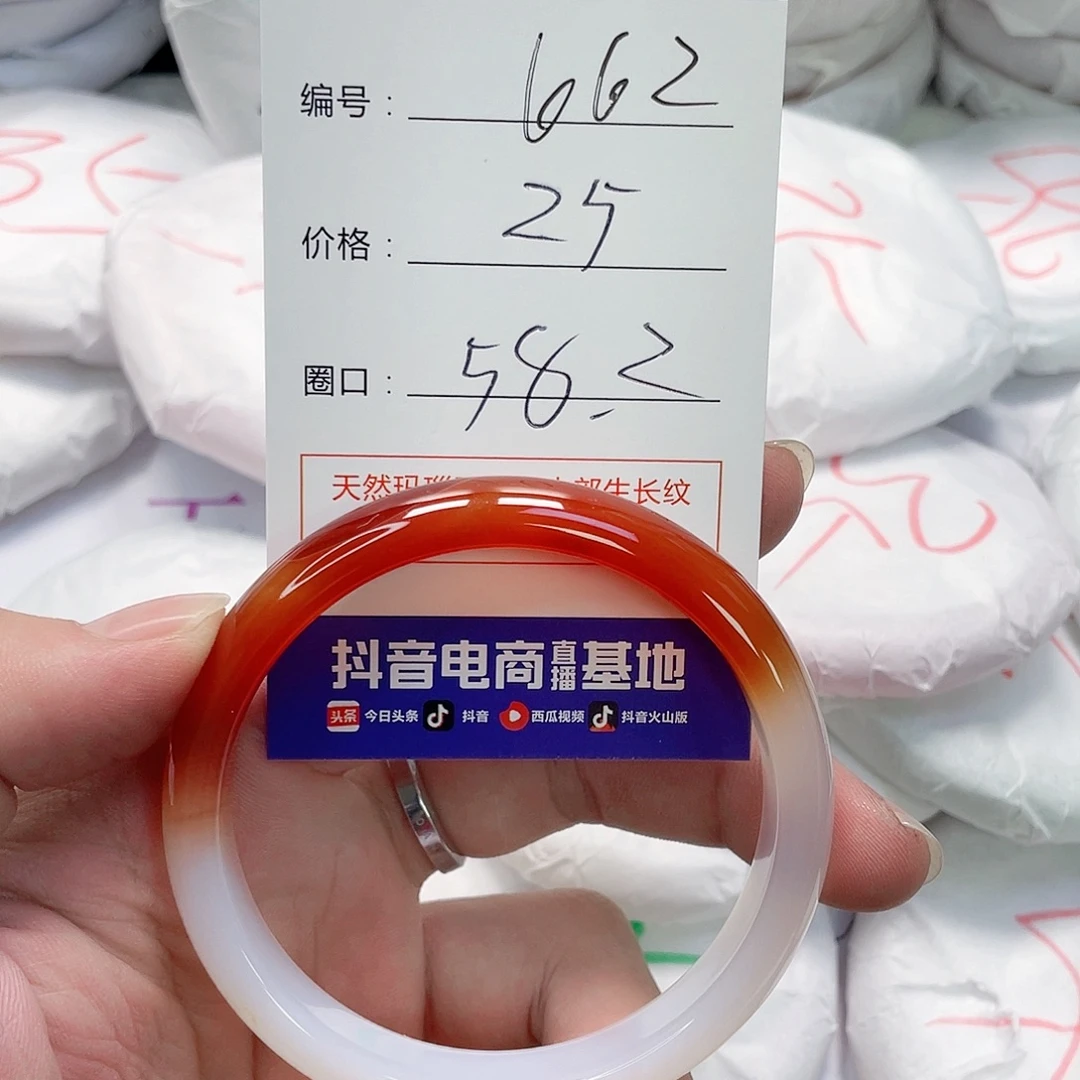 编号：662
价格：25
圈口：58.2
天然玛瑙 部生长纹
抖音电商直播基地
头条 今日头条 抖音 西瓜视频 抖音火山版